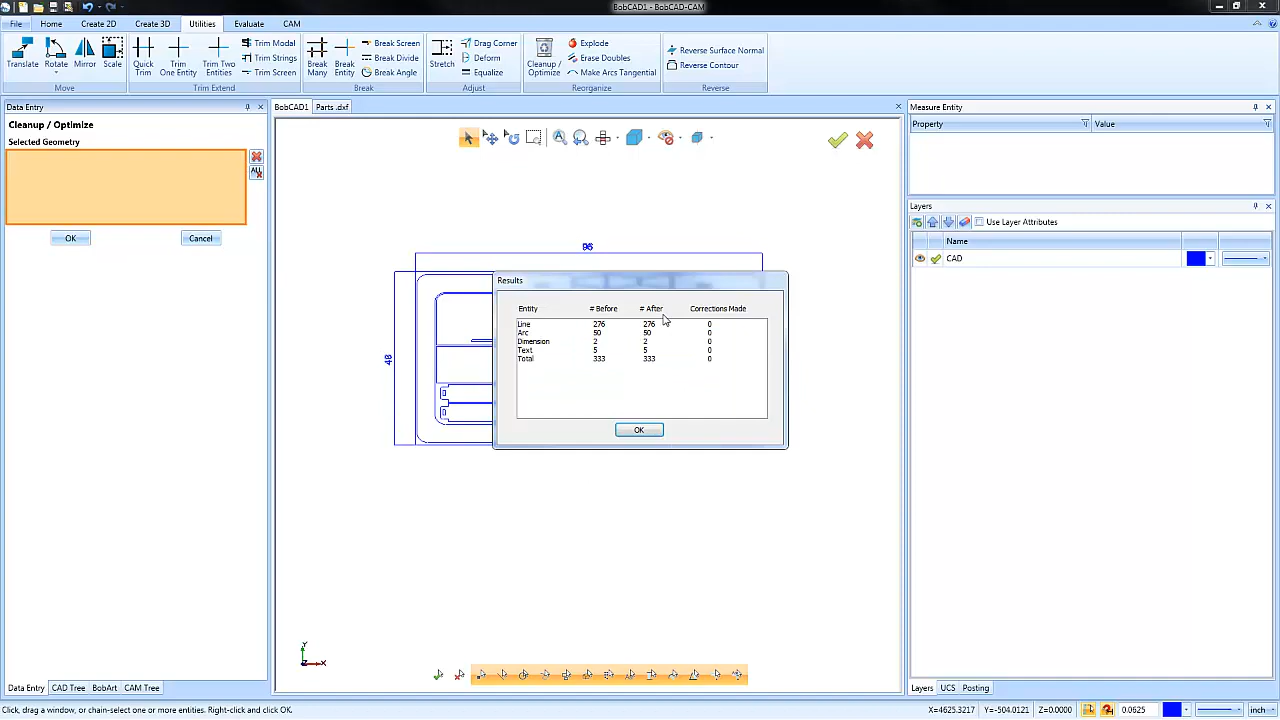 BobCAD1 - BobCAD-CAM
File Home Create 2D Create 3D Utilities Evaluate CAM
Translate Rotate Mirror Scale
Move
Quick Trim Trim One Entity Trim Two Entities Trim Modal Trim Strings Trim Screen
Trim Extend
Break Many Break Entity Break Screen Break Divide Break Angle
Break
Stretch Drag Corner Deform Equalize
Adjust
Cleanup / Optimize Explode Erase Doubles Make Arcs Tangential
Reorganize
Reverse Surface Normal Reverse Contour
Reverse
Data Entry
Cleanup / Optimize
Selected Geometry
ALL
OK Cancel
BobCAD1 Parts .dxf
96
48
Results
Entity # Before # After Corrections Made
Line 276 276 0
Arc 50 50 0
Dimension 2 2 0
Text 5 5 0
Total 333 333 0
OK
Y
Z X
Measure Entity
Property Value
Layers
Use Layer Attributes
Name
CAD
Data Entry CAD Tree BobArt CAM Tree
Layers UCS Posting
Click, drag a window, or chain-select one or more entities. Right-click and click OK.
X=4625.3217 Y=-504.0121 Z=0.0000 0.0625 inch